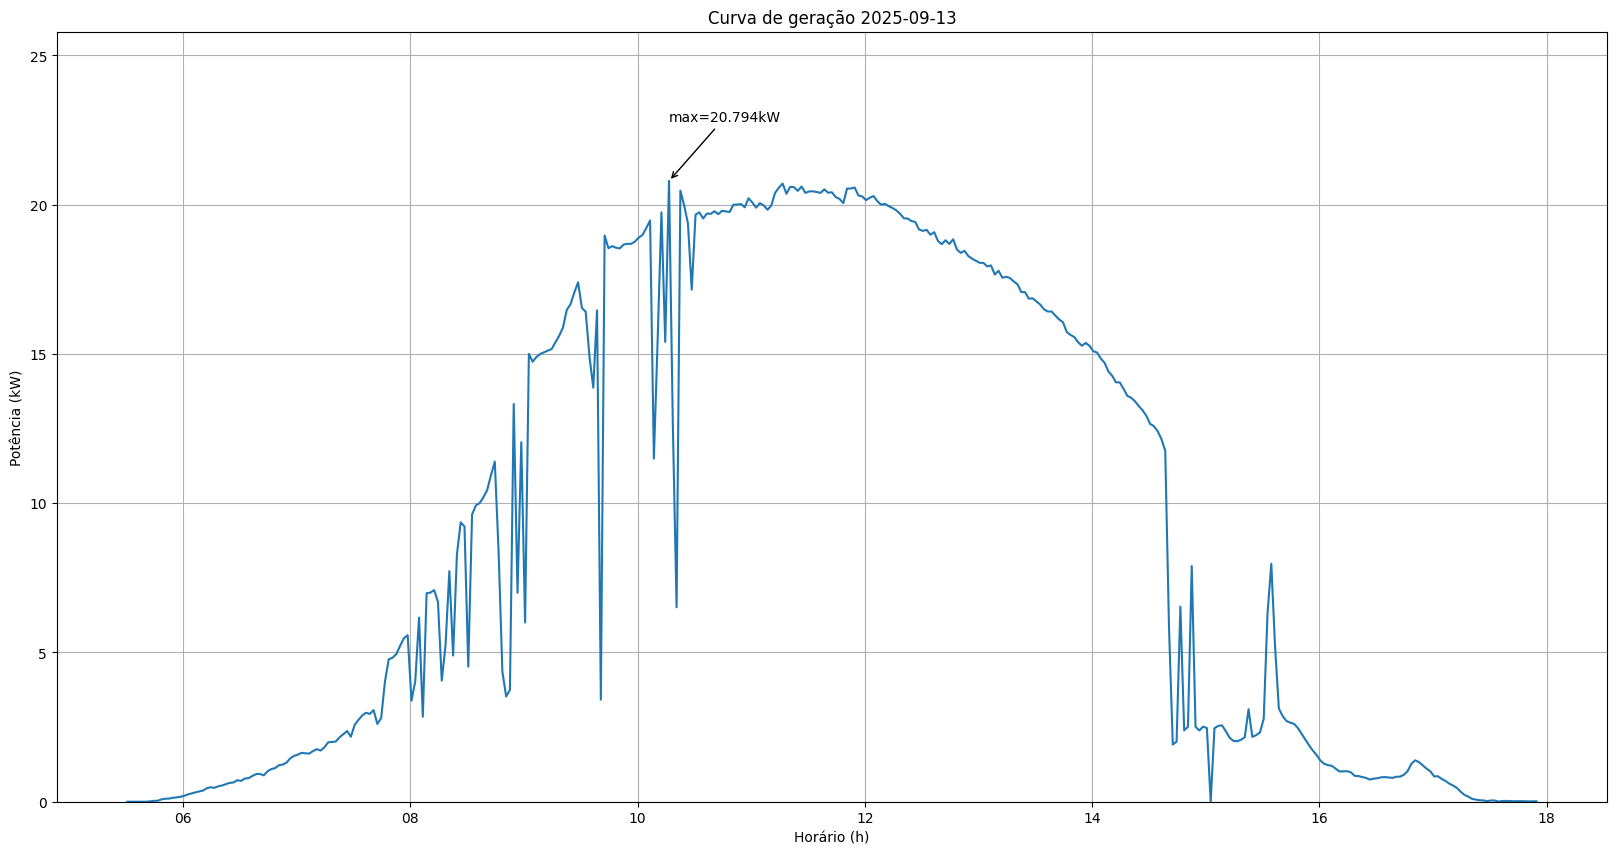 Curva de geração 2025-09-13
25
max=20.794kW
20
15
Potência (kW)
10
5
0
06 08 10 12 14 16 18
Horário (h)